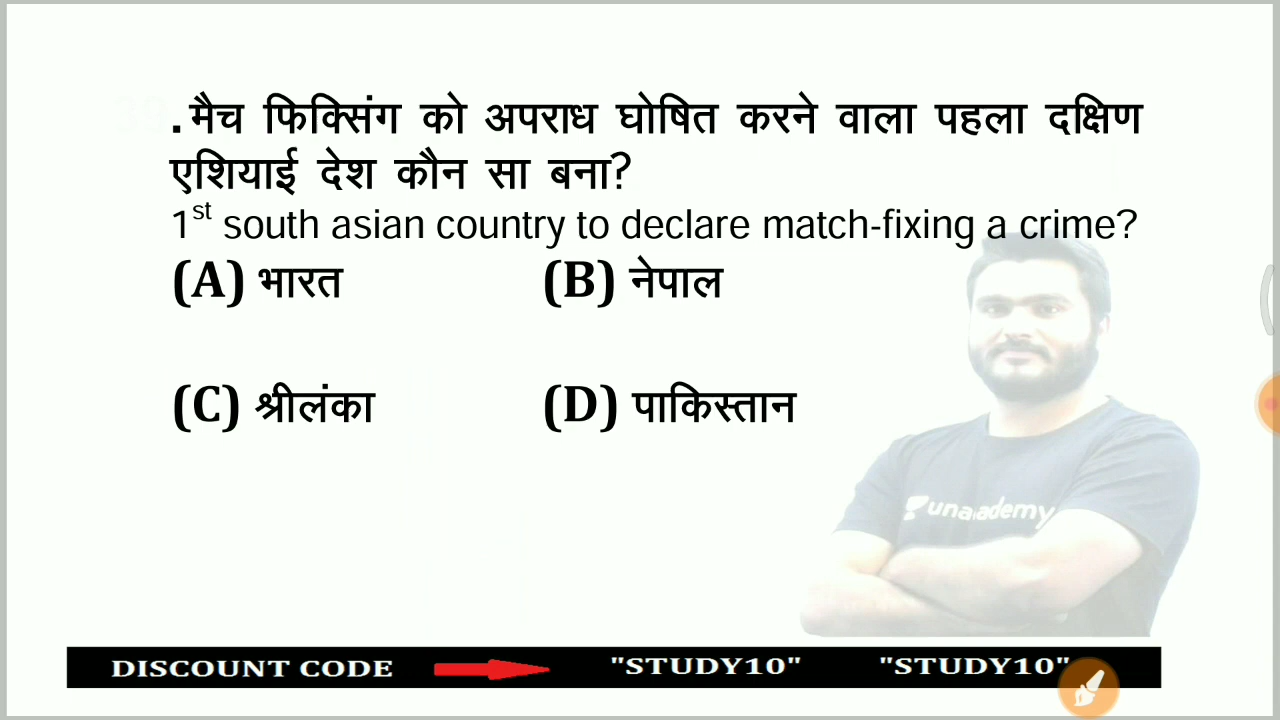 .मैच फिक्सिंग को अपराध घोषित करने वाला पहला दक्षिण
एशियाई देश कौन सा बना?
1st south asian country to declare match-fixing a crime?
(A) भारत (B) नेपाल
(C) श्रीलंका (D) पाकिस्तान
unacademy
DISCOUNT CODE "STUDY10" "STUDY10"